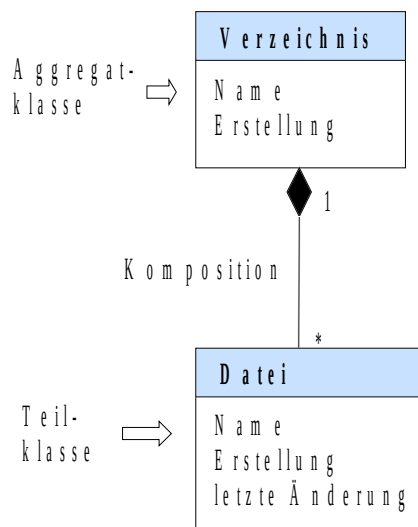 Verzeichnis
Aggregat-
klasse
Name
Erstellung
1
Komposition
*
Datei
Teil-
klasse
Name
Erstellung
letzte Änderung